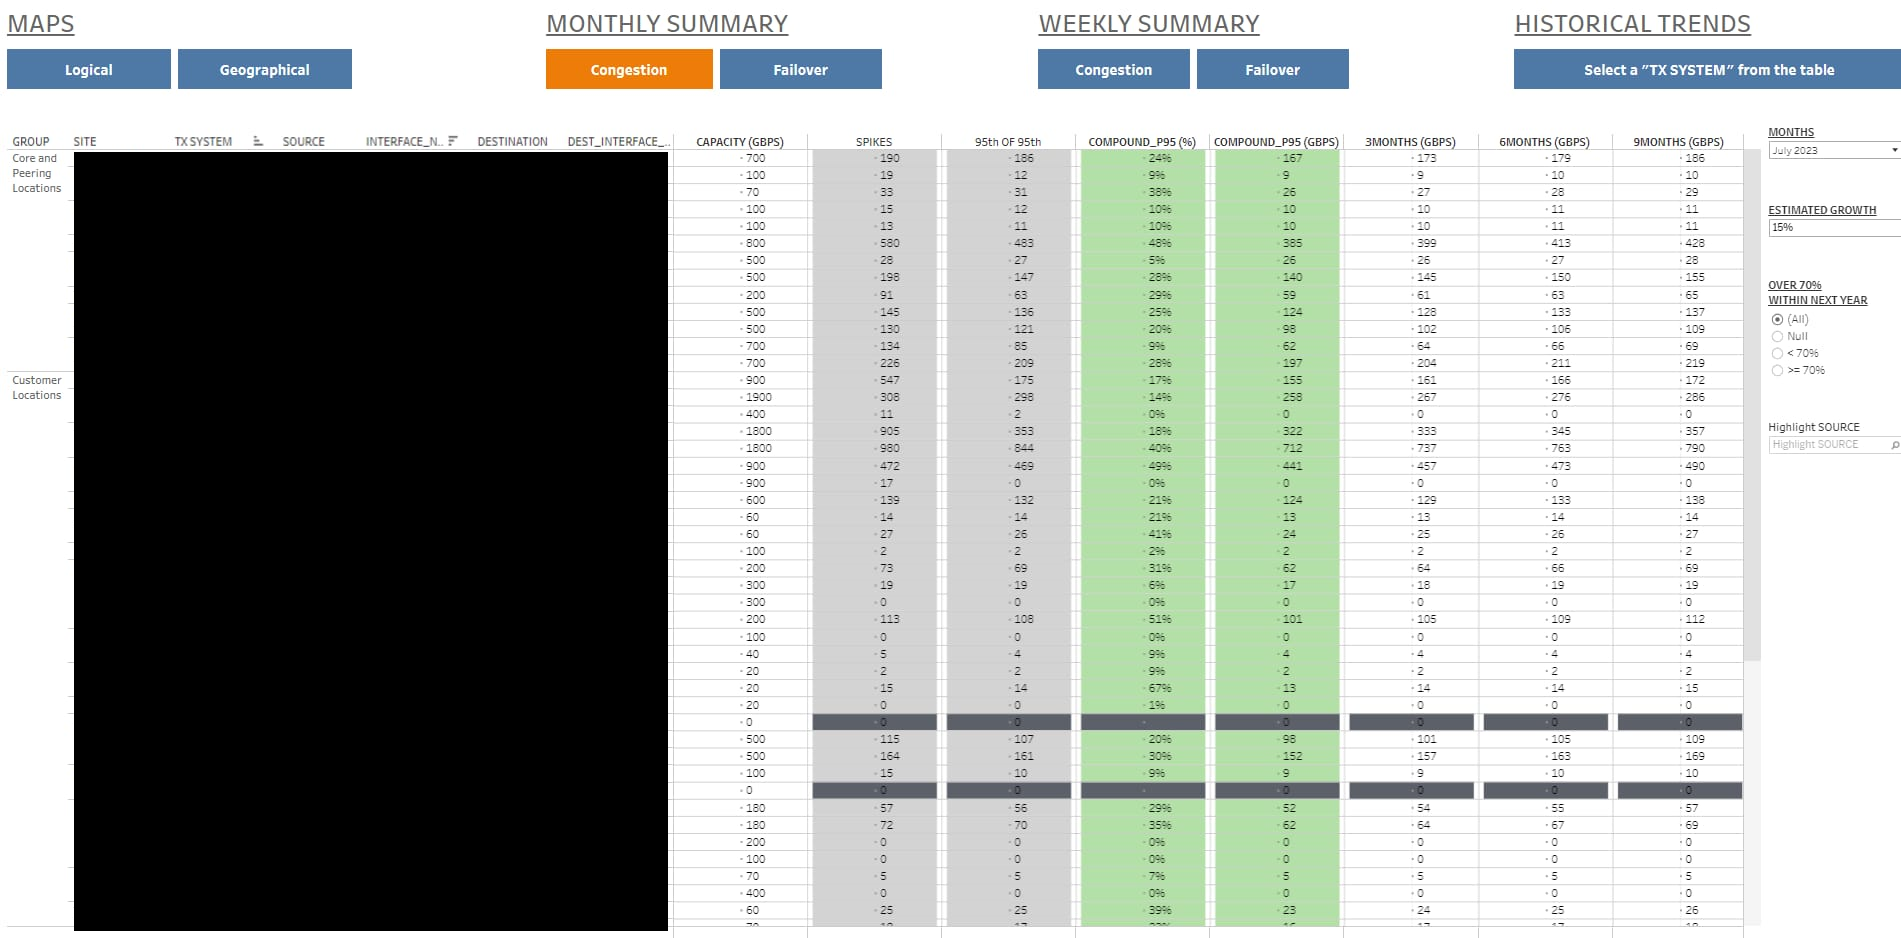 MAPS MONTHLY SUMMARY WEEKLY SUMMARY HISTORICAL TRENDS
Logical Geographical Congestion Failover Congestion Failover Select a "TX SYSTEM" from the table
GROUP SITE TX SYSTEM SOURCE INTERFACE_N.. DESTINATION DEST_INTERFACE_.. CAPACITY (GBPS) SPIKES 95th OF 95th COMPOUND_P95 (%) COMPOUND_P95 (GBPS) 3MONTHS (GBPS) 6MONTHS (GBPS) 9MONTHS (GBPS)
Core and
Peering
Locations
700 190 186 24% 167 173 179 186
100 19 12 9% 9 9 10 10
70 33 31 38% 26 27 28 29
100 15 12 10% 10 10 11 11
100 13 11 10% 10 10 11 11
800 580 483 48% 385 399 413 428
500 28 27 5% 26 26 27 28
500 198 147 28% 140 145 150 155
200 91 63 29% 59 61 63 65
500 145 136 25% 124 128 133 137
500 130 121 20% 98 102 106 109
700 134 85 9% 62 64 66 69
700 226 209 28% 197 204 211 219
Customer
Locations
900 547 175 17% 155 161 166 172
1900 308 298 14% 258 267 276 286
400 11 2 0% 0 0 0 0
1800 905 353 18% 322 333 345 357
1800 980 844 40% 712 737 763 790
900 472 469 49% 441 457 473 490
900 17 0 0% 0 0 0 0
600 139 132 21% 124 129 133 138
60 14 14 21% 13 13 14 14
60 27 26 41% 24 25 26 27
100 2 2 2% 2 2 2 2
200 73 69 31% 62 64 66 69
300 19 19 6% 17 18 19 19
300 0 0 0% 0 0 0 0
200 113 108 51% 101 105 109 112
100 0 0 0% 0 0 0 0
40 5 4 9% 4 4 4 4
20 2 2 9% 2 2 2 2
20 15 14 67% 13 14 14 15
20 0 0 1% 0 0 0 0
0 0 0 0 0 0 0
500 115 107 20% 98 101 105 109
500 164 161 30% 152 157 163 169
100 15 10 9% 9 9 10 10
0 0 0 0 0 0 0
180 57 56 29% 52 54 55 57
180 72 70 35% 62 64 67 69
200 0 0 0% 0 0 0 0
100 0 0 0% 0 0 0 0
70 5 5 7% 5 5 5 5
400 0 0 0% 0 0 0 0
60 25 25 39% 23 24 25 26
MONTHS
July 2023
ESTIMATED GROWTH
15%
OVER 70%
WITHIN NEXT YEAR
(All)
Null
< 70%
>= 70%
Highlight SOURCE
Highlight SOURCE